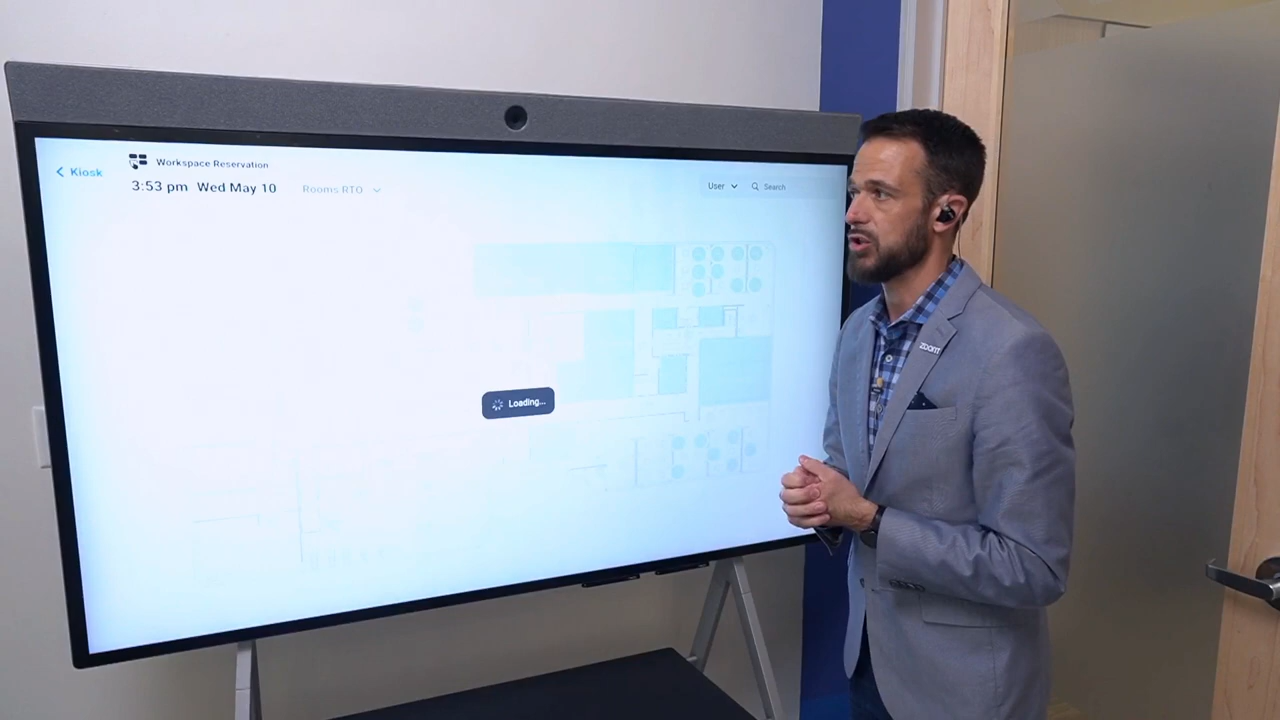 Kiosk
Workspace Reservation
3:53 pm Wed May 10
Rooms RTO
User
Search
Loading...
zoom